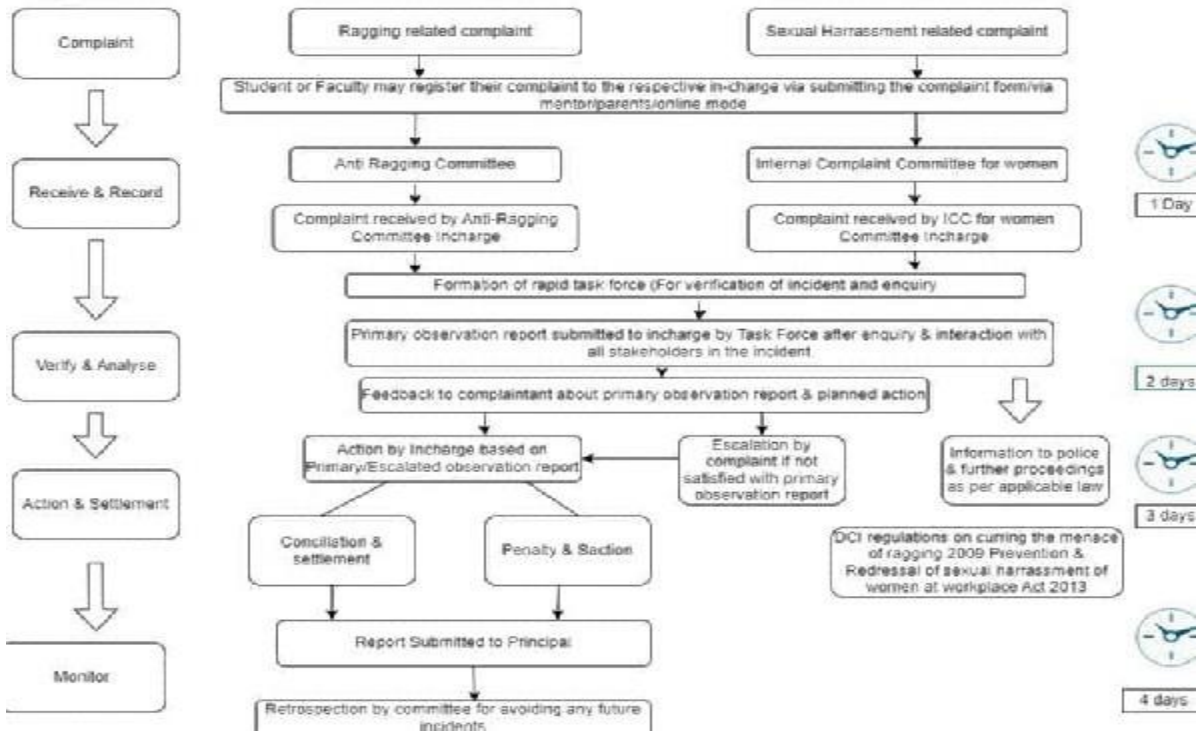 Complaint
Ragging related complaint
Sexual Harrassment related complaint
Student or Faculty may register their complaint to the respective in-charge via submitting the complaint form/via
mentor/parents/online mode
Receive & Record
Anti Ragging Committee
Internal Complaint Committee for women
1 Day
Complaint received by Anti-Ragging
Committee Incharge
Complaint received by ICC for women
Committee Incharge
Formation of rapid task force (For verification of incident and enquiry
Verify & Analyse
Primary observation report submitted to incharge by Task Force after enquiry & interaction with
all stakeholders in the incident
2 days
Feedback to complainant about primary observation report & planned action
Action & Settlement
Action by Incharge based on
Primary/Escalated observation report
Escalation by
complaint if not
satisfied with primary
observation report
Information to police
& further proceedings
as per applicable law
3 days
Conciliation &
settlement
Penalty & Saction
DCI regulations on curring the menace
of ragging 2009 Prevention &
Redressal of sexual harrassment of
women at workplace Act 2013
Monitor
Report Submitted to Principal
4 days
Retrospection by committee for avoiding any future
incidents